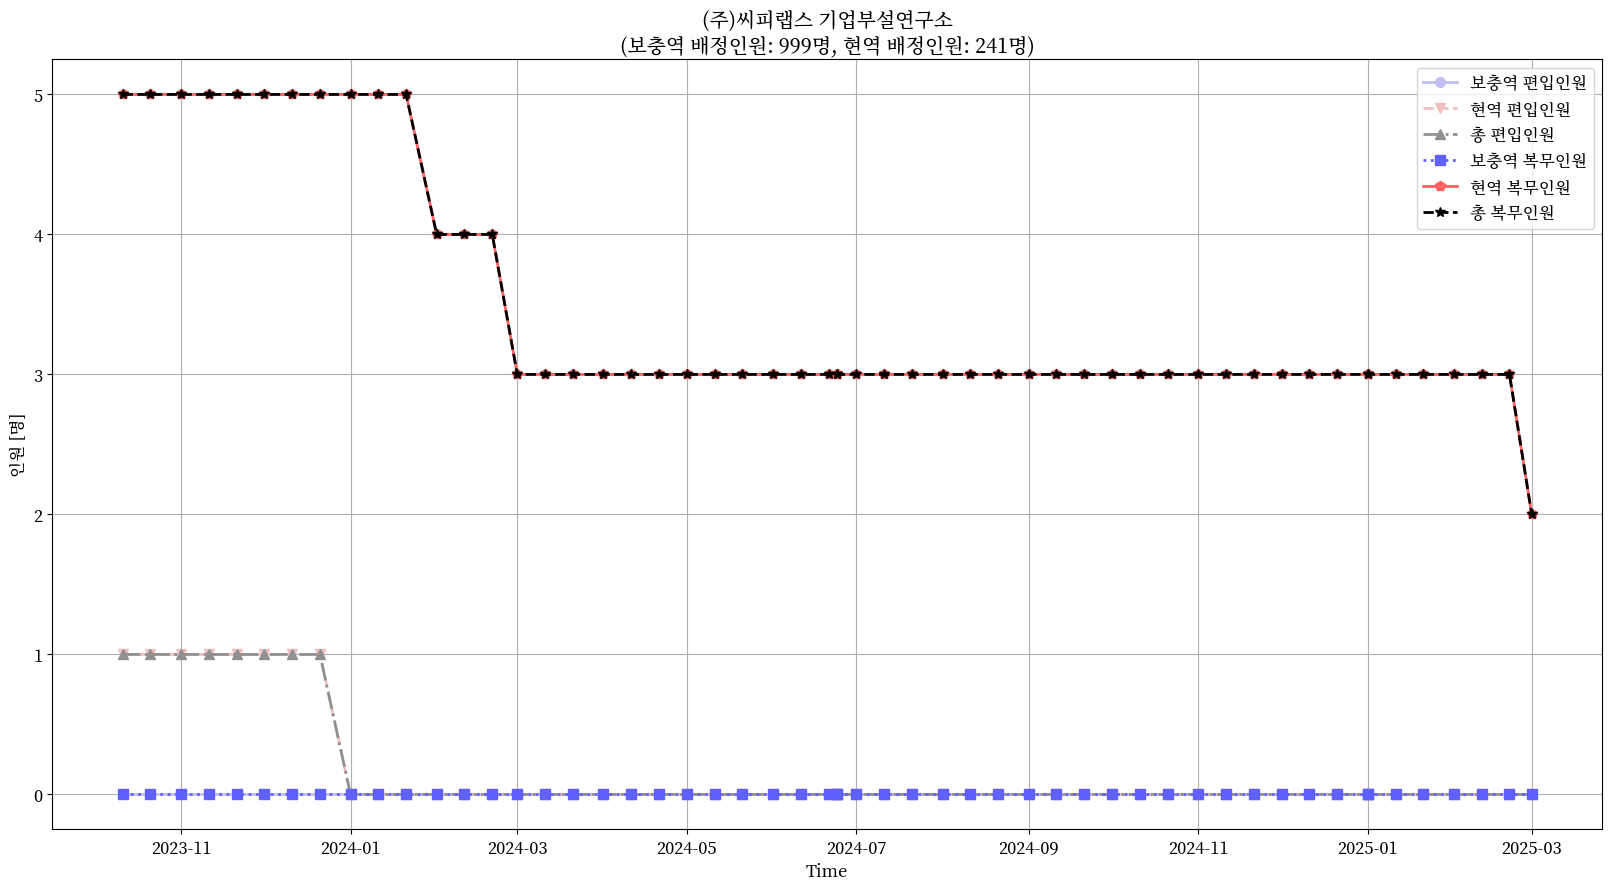 (주)씨피랩스 기업부설연구소
(보충역 배정인원: 999명, 현역 배정인원: 241명)
보충역 편입인원
현역 편입인원
총 편입인원
보충역 복무인원
현역 복무인원
총 복무인원
인원 [명]
5
4
3
2
1
0
2023-11
2024-01
2024-03
2024-05
2024-07
2024-09
2024-11
2025-01
2025-03
Time